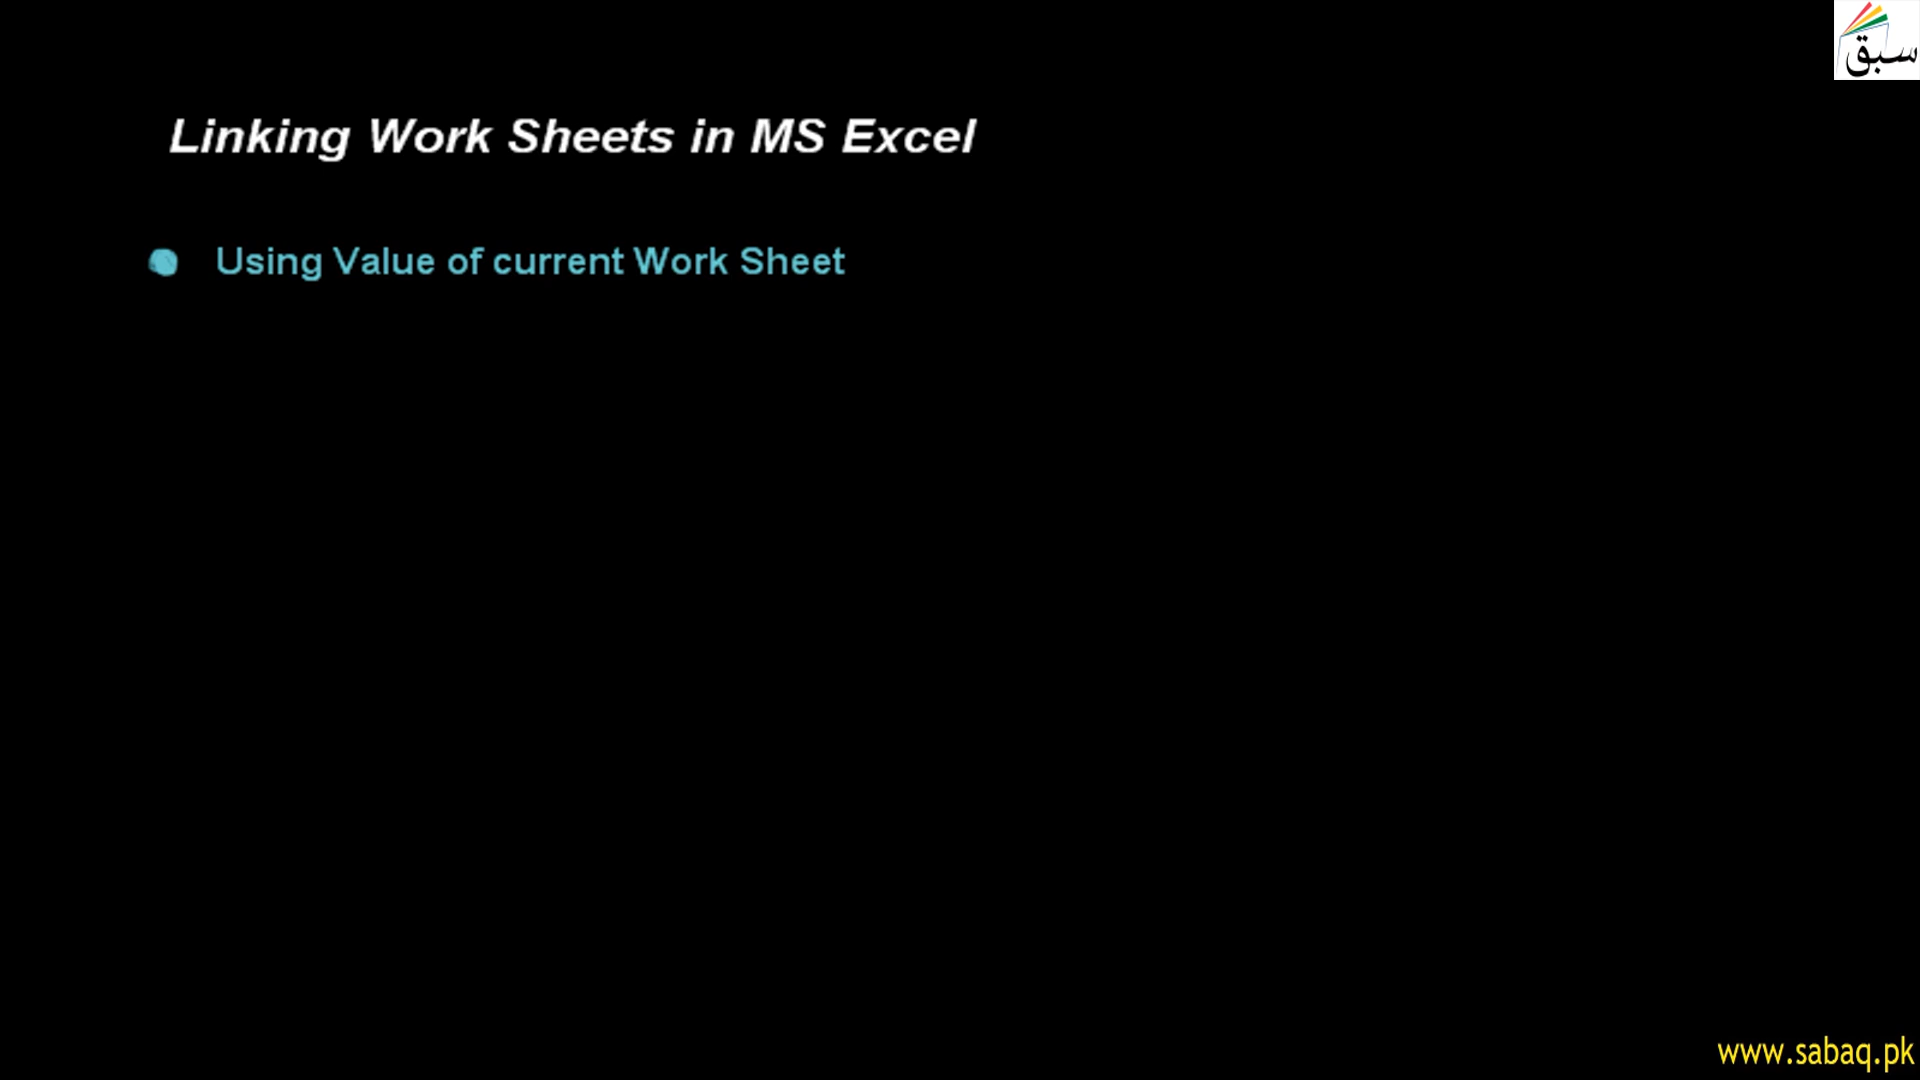 سبق
Linking Work Sheets in MS Excel
Using Value of current Work Sheet
www.sabaq.pk